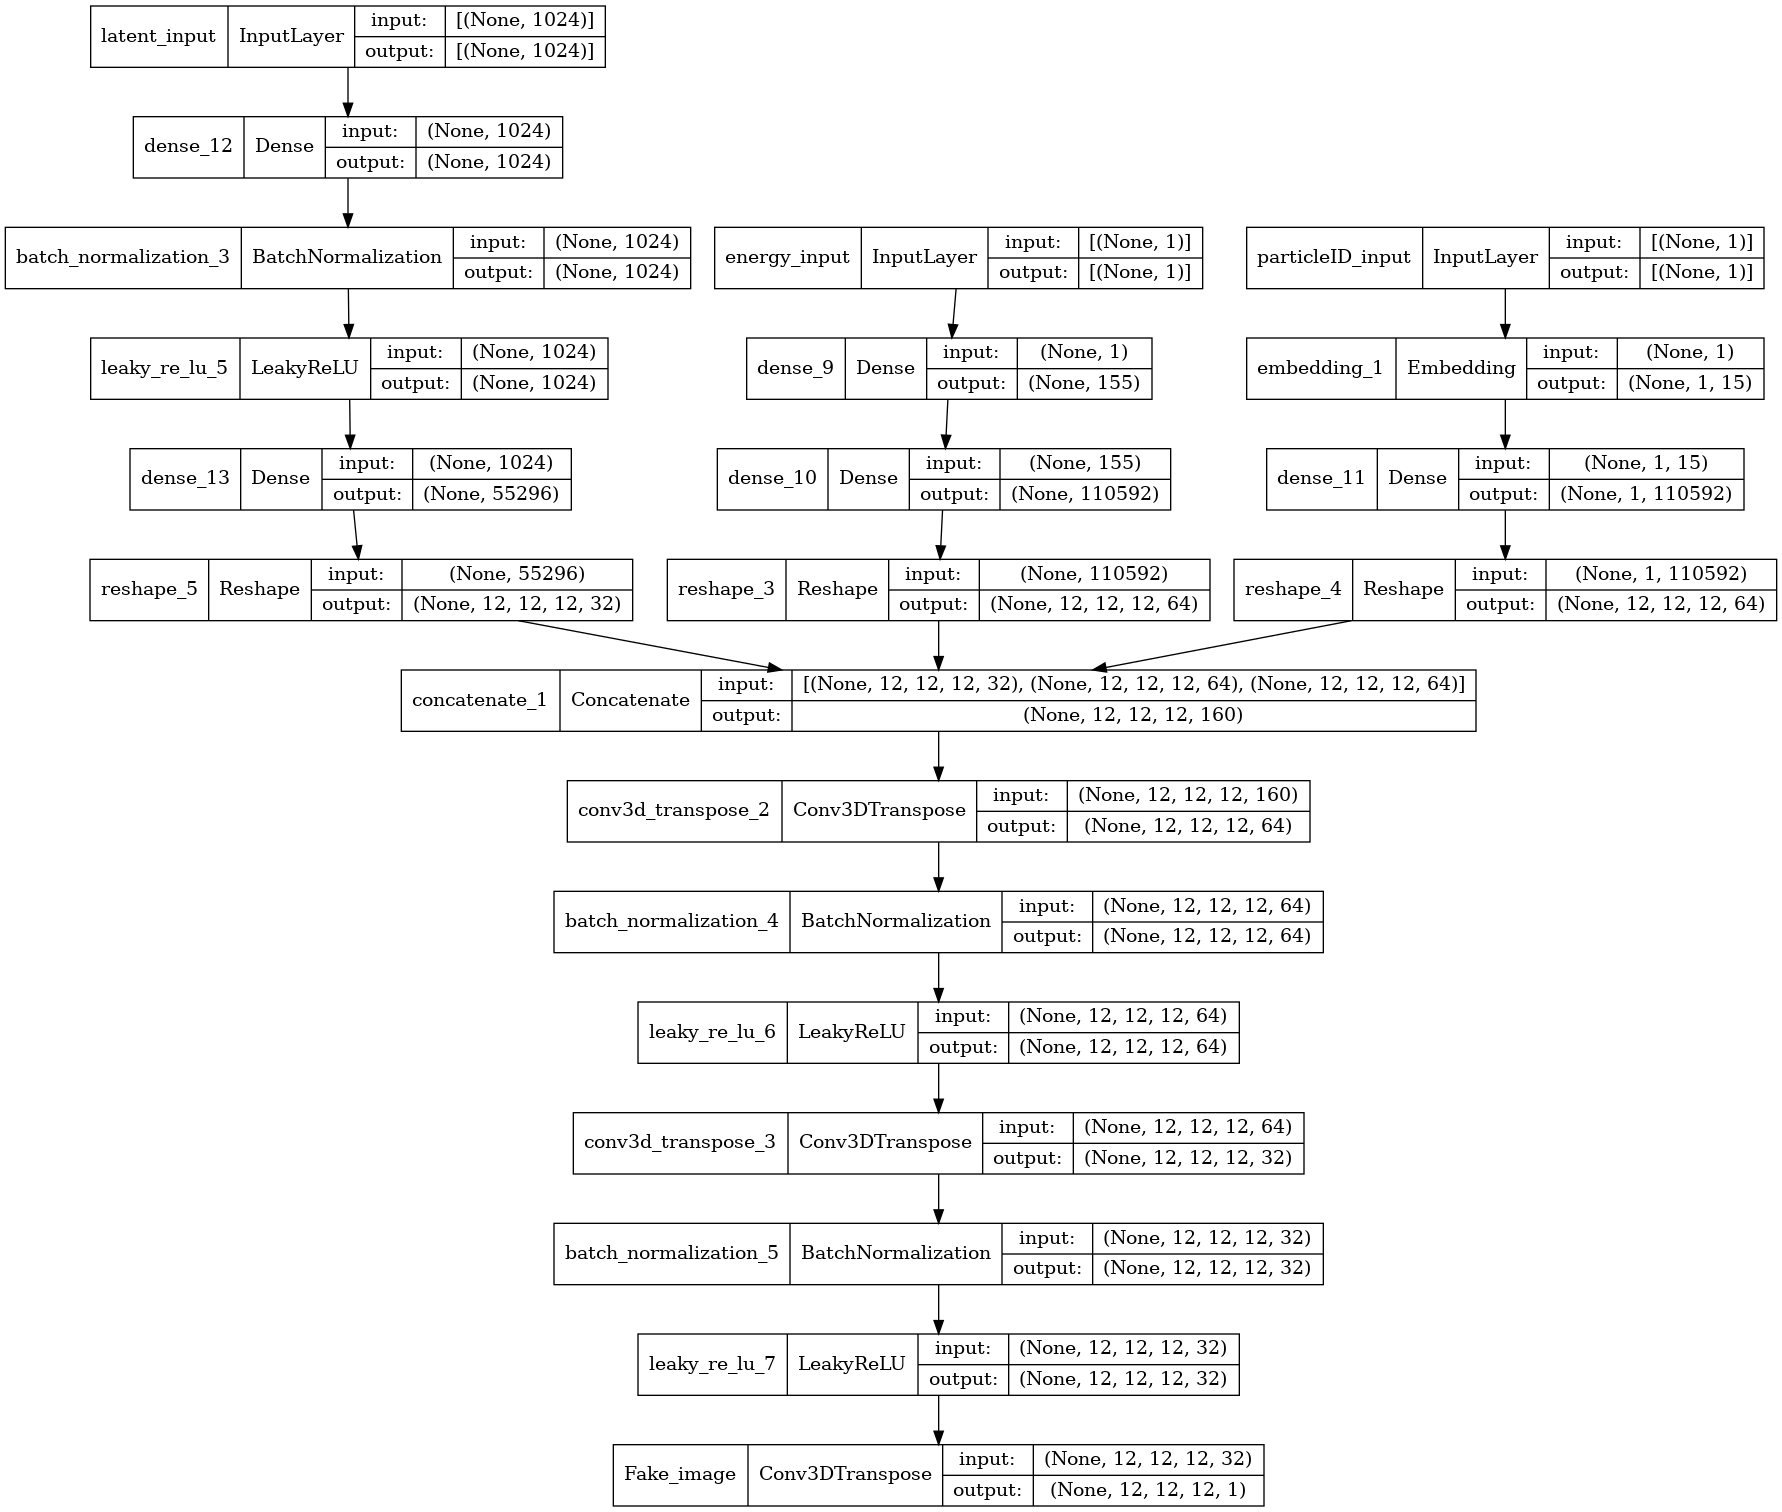 latent_input InputLayer input: [(None, 1024)]
output: [(None, 1024)]
dense_12 Dense input: (None, 1024)
output: (None, 1024)
batch_normalization_3 BatchNormalization input: (None, 1024)
output: (None, 1024)
energy_input InputLayer input: [(None, 1)]
output: [(None, 1)]
particleID_input InputLayer input: [(None, 1)]
output: [(None, 1)]
leaky_re_lu_5 LeakyReLU input: (None, 1024)
output: (None, 1024)
dense_9 Dense input: (None, 1)
output: (None, 155)
embedding_1 Embedding input: (None, 1)
output: (None, 1, 15)
dense_13 Dense input: (None, 1024)
output: (None, 55296)
dense_10 Dense input: (None, 155)
output: (None, 110592)
dense_11 Dense input: (None, 1, 15)
output: (None, 1, 110592)
reshape_5 Reshape input: (None, 55296)
output: (None, 12, 12, 12, 32)
reshape_3 Reshape input: (None, 110592)
output: (None, 12, 12, 12, 64)
reshape_4 Reshape input: (None, 1, 110592)
output: (None, 12, 12, 12, 64)
concatenate_1 Concatenate input: [(None, 12, 12, 12, 32), (None, 12, 12, 12, 64), (None, 12, 12, 12, 64)]
output: (None, 12, 12, 12, 160)
conv3d_transpose_2 Conv3DTranspose input: (None, 12, 12, 12, 160)
output: (None, 12, 12, 12, 64)
batch_normalization_4 BatchNormalization input: (None, 12, 12, 12, 64)
output: (None, 12, 12, 12, 64)
leaky_re_lu_6 LeakyReLU input: (None, 12, 12, 12, 64)
output: (None, 12, 12, 12, 64)
conv3d_transpose_3 Conv3DTranspose input: (None, 12, 12, 12, 64)
output: (None, 12, 12, 12, 32)
batch_normalization_5 BatchNormalization input: (None, 12, 12, 12, 32)
output: (None, 12, 12, 12, 32)
leaky_re_lu_7 LeakyReLU input: (None, 12, 12, 12, 32)
output: (None, 12, 12, 12, 32)
Fake_image Conv3DTranspose input: (None, 12, 12, 12, 32)
output: (None, 12, 12, 12, 1)